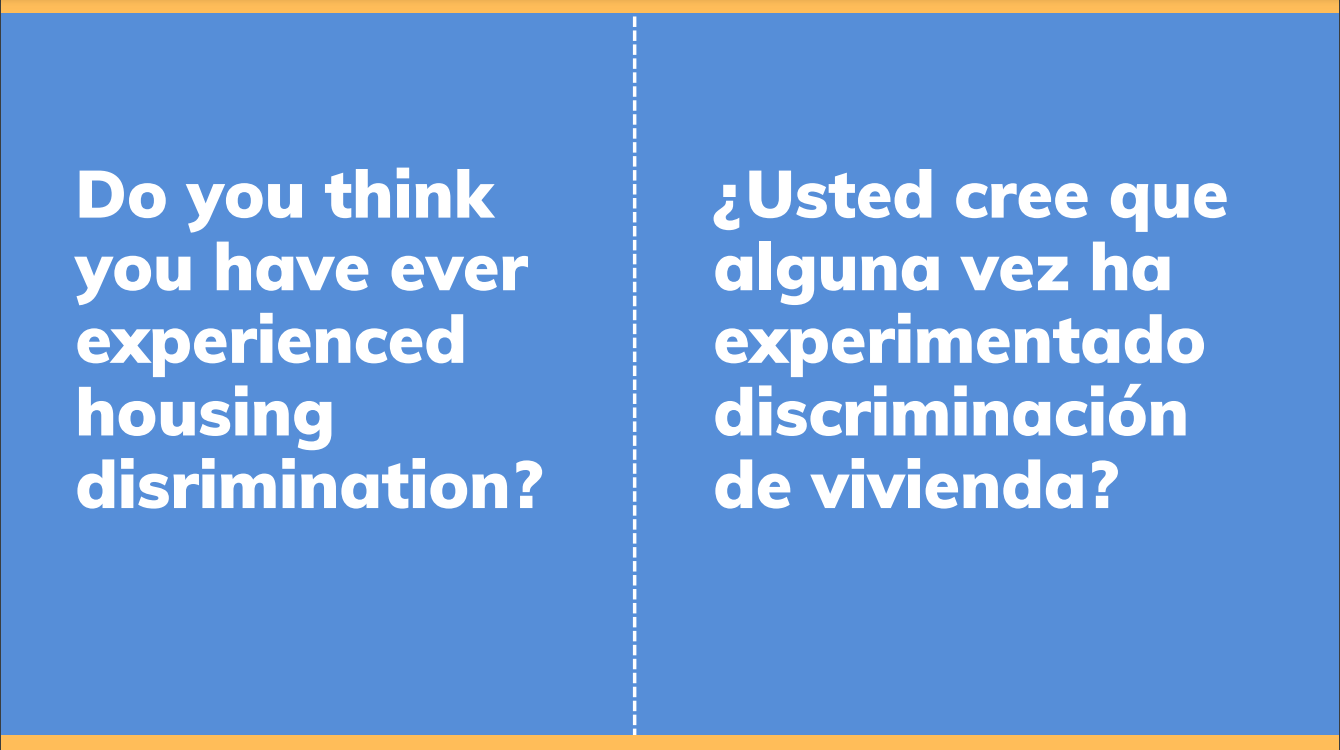 Do you think
you have ever
experienced
housing
disrimination?
¿Usted cree que
alguna vez ha
experimentado
discriminación
de vivienda?